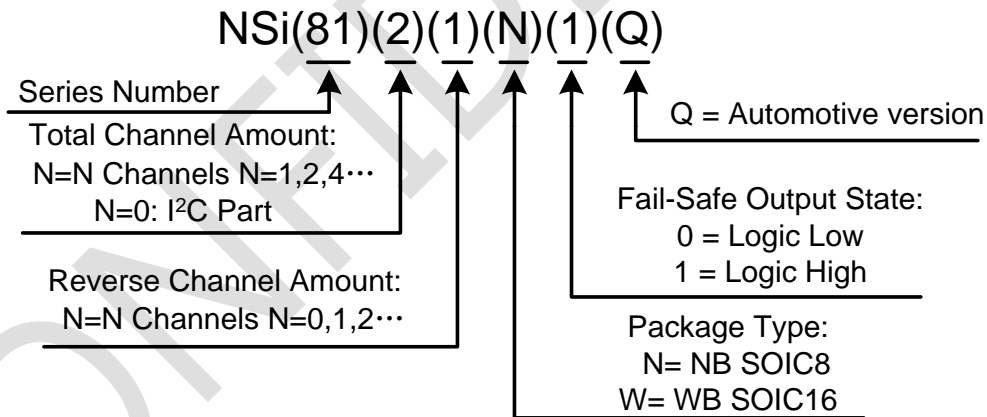 NSi(81)(2)(1)(N)(1)(Q)
Series Number
Total Channel Amount:
N=N Channels N=1,2,4···
N=0: I²C Part
Reverse Channel Amount:
N=N Channels N=0,1,2···
Q = Automotive version
Fail-Safe Output State:
0 = Logic Low
1 = Logic High
Package Type:
N= NB SOIC8
W= WB SOIC16